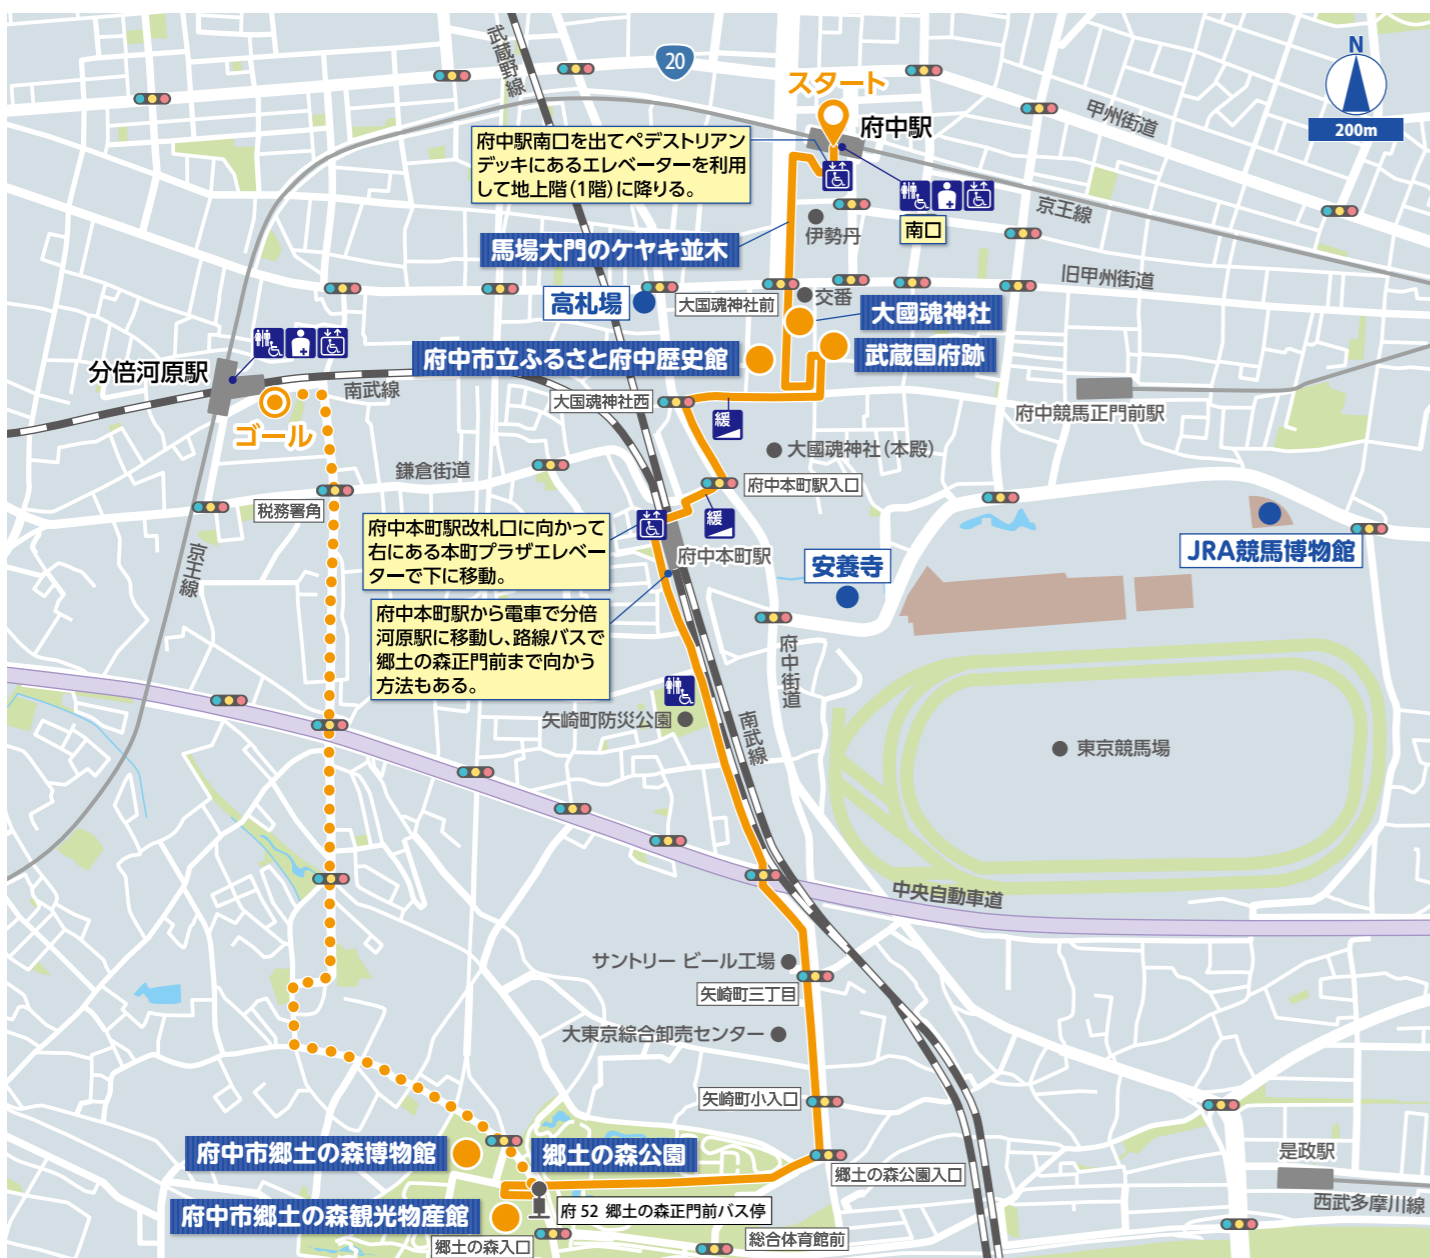 武蔵野線
20
スタート
府中駅
甲州街道
N
200m
府中駅南口を出てペデストリアン
デッキにあるエレベーターを利用
して地上階(1階)に降りる。
南口
京王線
伊勢丹
馬場大門のケヤキ並木
旧甲州街道
高札場
大国魂神社前
交番
大國魂神社
府中市立ふるさと府中歴史館
武蔵国府跡
分倍河原駅
南武線
ゴール
大国魂神社西
緩
府中競馬正門前駅
大國魂神社(本殿)
鎌倉街道
税務署角
府中本町駅入口
緩
府中本町駅改札口に向かって
右にある本町プラザエレベー
ターで下に移動。
府中本町駅
京王線
安養寺
JRA競馬博物館
府中本町駅から電車で分倍
河原駅に移動し、路線バスで
郷土の森正門前まで向かう
方法もある。
府中街道
矢崎町防災公園
南武線
東京競馬場
中央自動車道
サントリー ビール工場
矢崎町三丁目
大東京綜合卸売センター
矢崎町小入口
府中市郷土の森博物館
郷土の森公園
郷土の森公園入口
是政駅
西武多摩川線
府中市郷土の森観光物産館
府52 郷土の森正門前バス停
郷土の森入口
総合体育館前